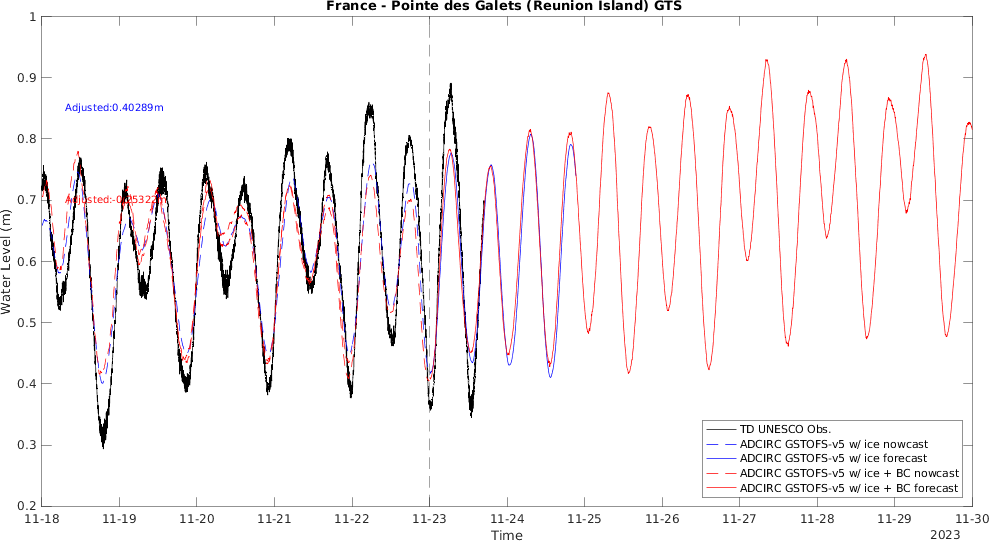 France - Pointe des Galets (Reunion Island) GTS
1
0.9
0.8
0.7
0.6
0.5
0.4
0.3
0.2
Water Level (m)
Adjusted:0.40289m
TD UNESCO Obs.
ADCIRC GSTOFS-v5 w/ ice nowcast
ADCIRC GSTOFS-v5 w/ ice forecast
ADCIRC GSTOFS-v5 w/ ice + BC nowcast
ADCIRC GSTOFS-v5 w/ ice + BC forecast
11-18 11-19 11-20 11-21 11-22 11-23 11-24 11-25 11-26 11-27 11-28 11-29 11-30
Time
2023